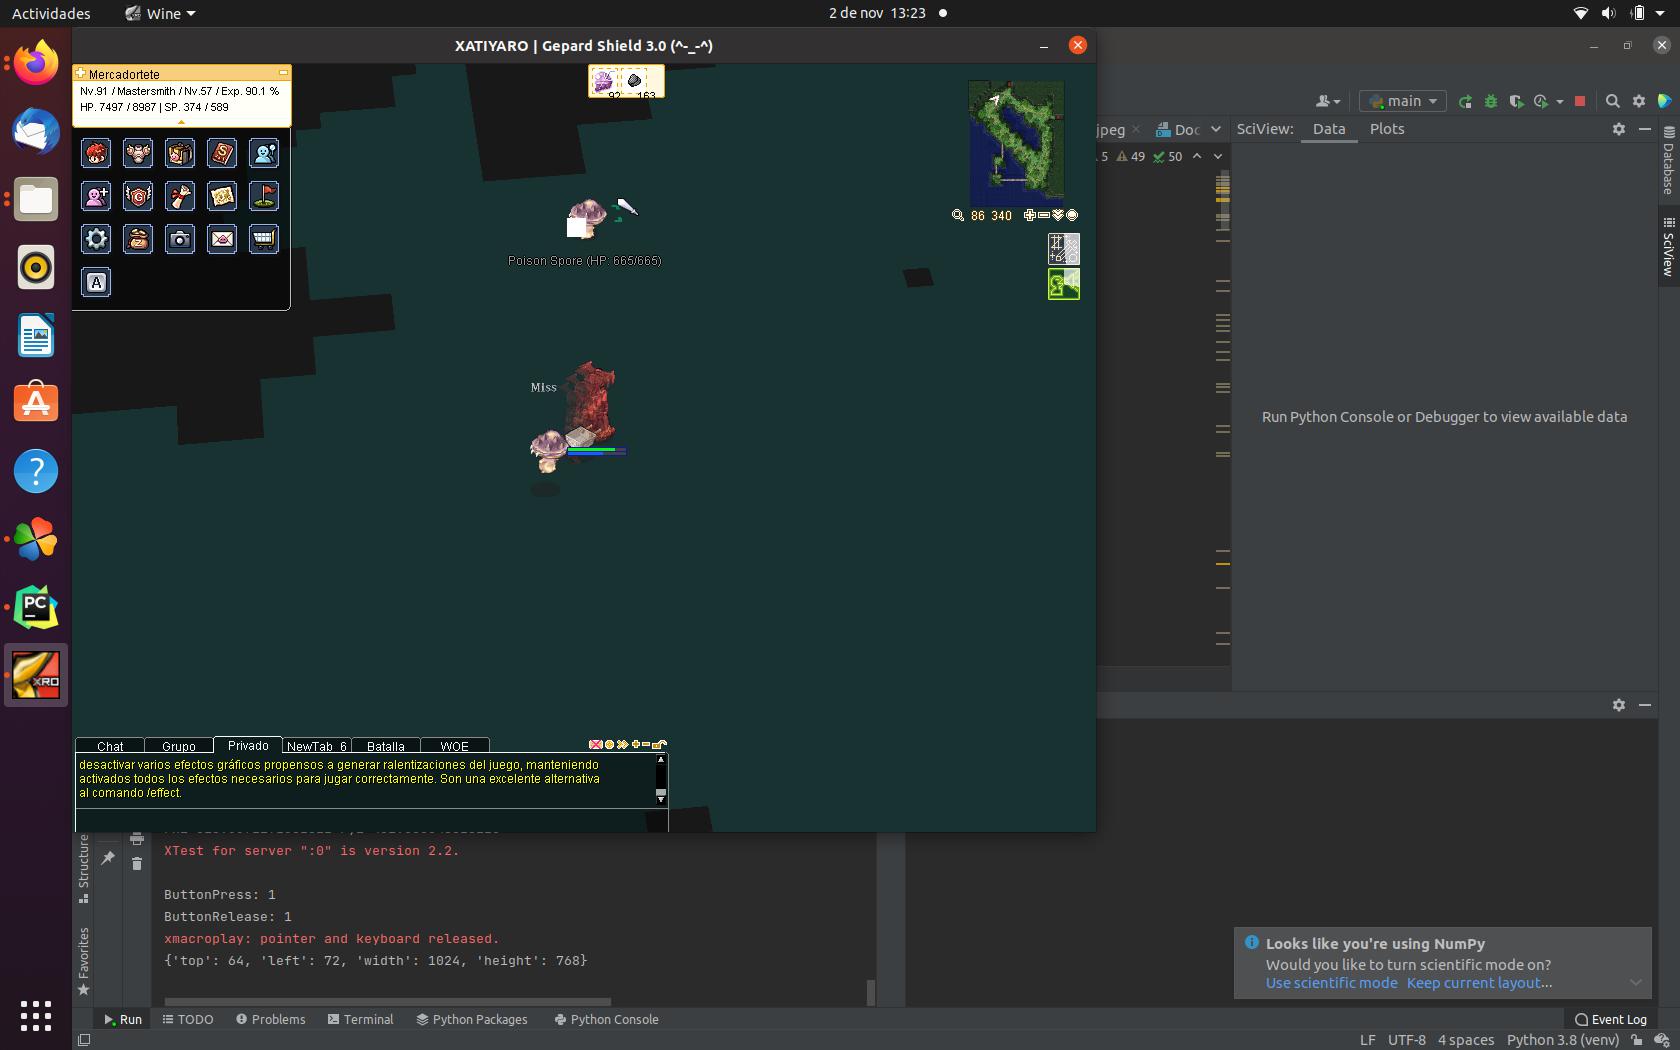 Actividades
Wine
2 de nov 13:23
XATIYARO | Gepard Shield 3.0 (^-_-^)
Mercadortete
Nv.91 / Mastersmith / Nv.57 / Exp. 90.1 %
HP. 7497 / 8987 | SP. 374 / 589
92 163
86 340
Poison Spore (HP: 665/665)
Miss
A
Chat Grupo Privado NewTab_6 Batalla WOE
desactivar varios efectos gráficos propensos a generar ralentizaciones del juego, manteniendo
activados todos los efectos necesarios para jugar correctamente. Son una excelente alternativa
al comando /effect.
main
jpeg Doc SciView: Data Plots
5 49 50
Database
SciView
Run Python Console or Debugger to view available data
PC
XRO
Structure
Favorites
XTest for server ":0" is version 2.2.
ButtonPress: 1
ButtonRelease: 1
xmacroplay: pointer and keyboard released.
{'top': 64, 'left': 72, 'width': 1024, 'height': 768}
Looks like you're using NumPy
Would you like to turn scientific mode on?
Use scientific mode Keep current layout...
Run TODO Problems Terminal Python Packages Python Console Event Log
LF UTF-8 4 spaces Python 3.8 (venv)